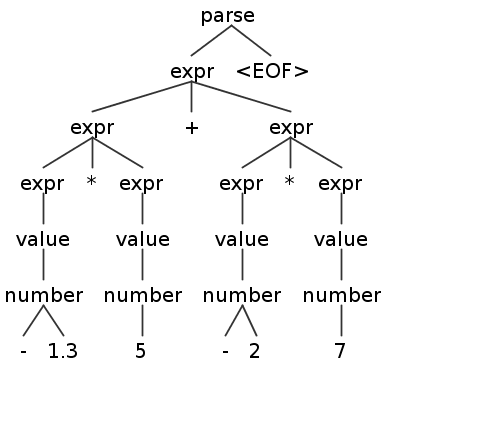 parse
expr <EOF>
expr + expr
expr * expr expr * expr
value value value value
number number number number
- 1.3 5 - 2 7